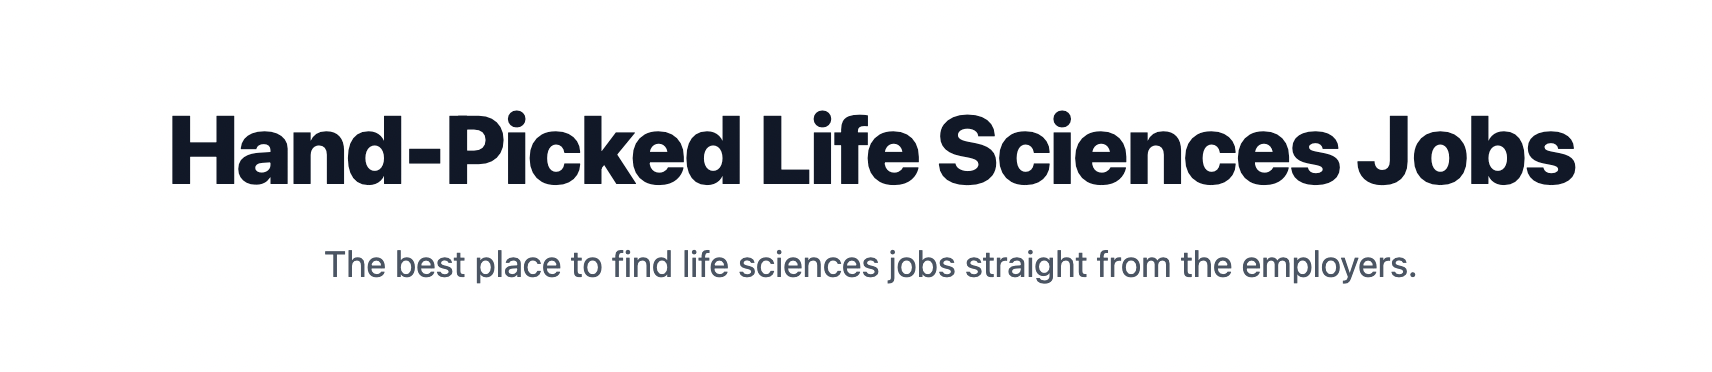 Hand-Picked Life Sciences Jobs
The best place to find life sciences jobs straight from the employers.